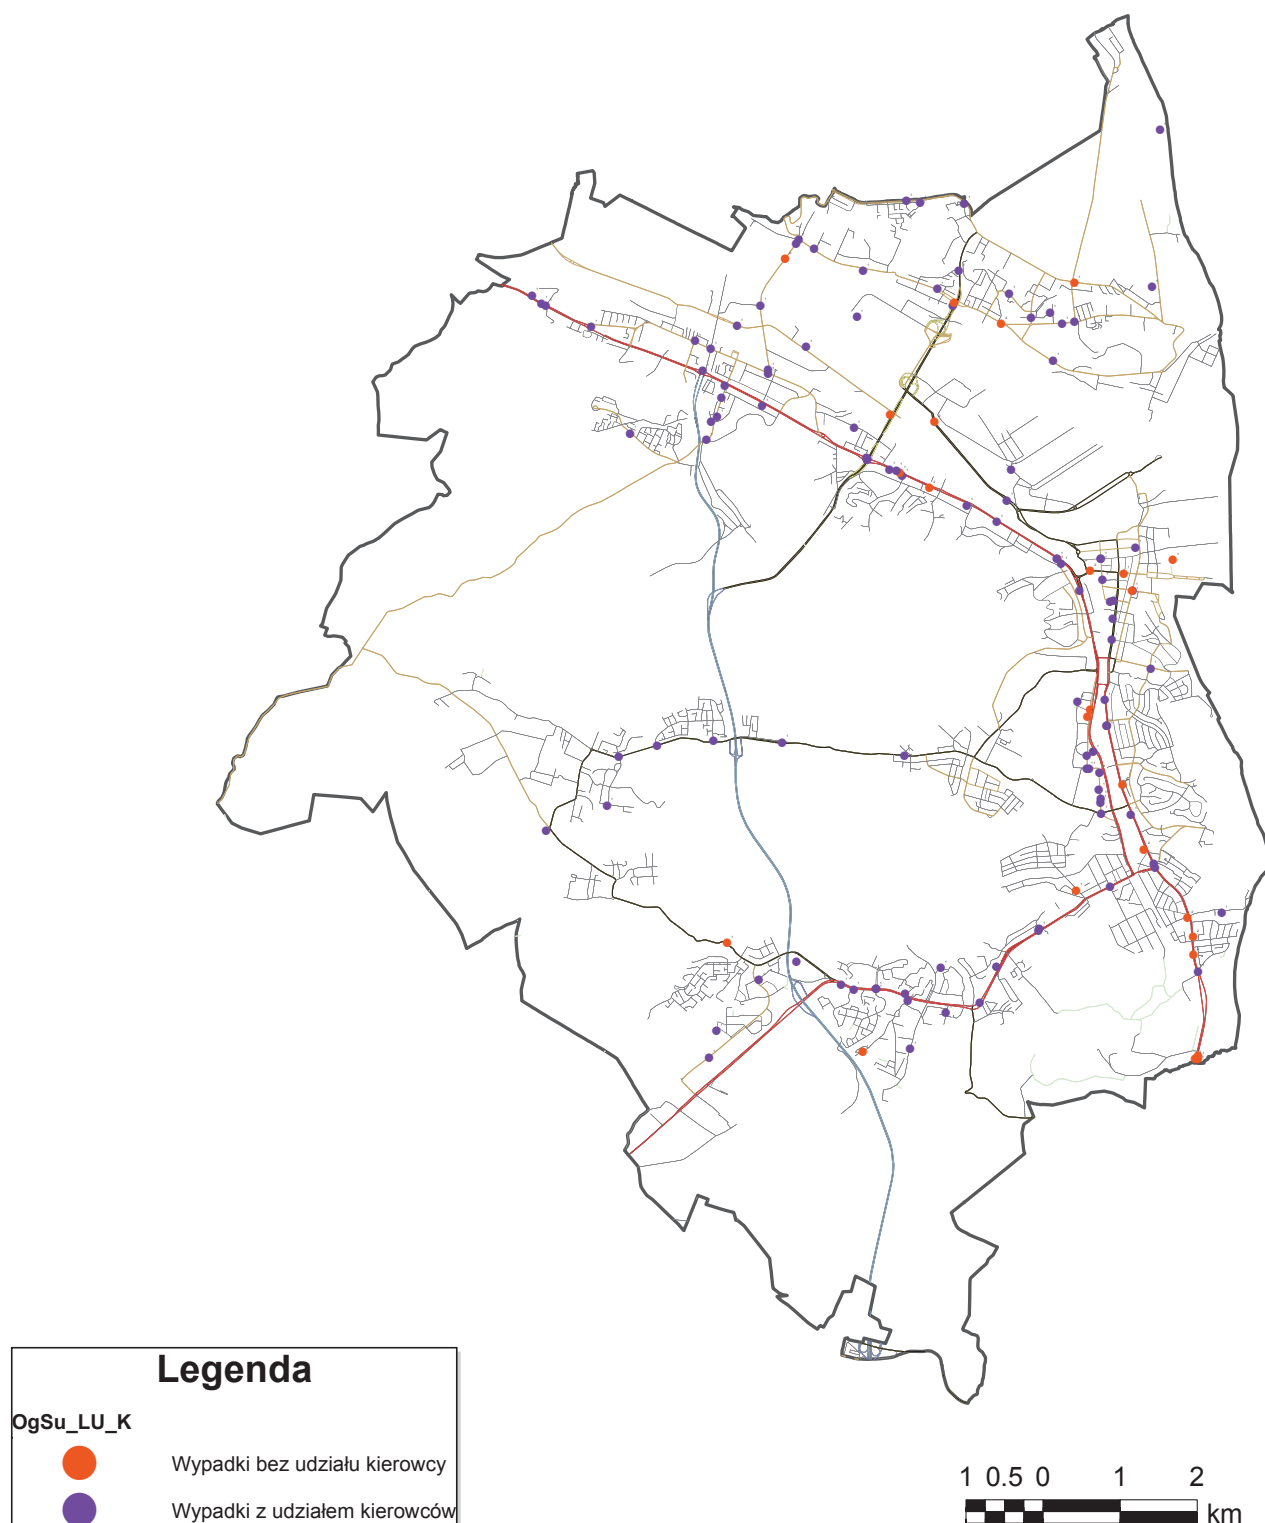 Legenda
OgSu_LU_K
Wypadki bez udziału kierowcy
Wypadki z udziałem kierowców
1 0.5 0 1 2
km